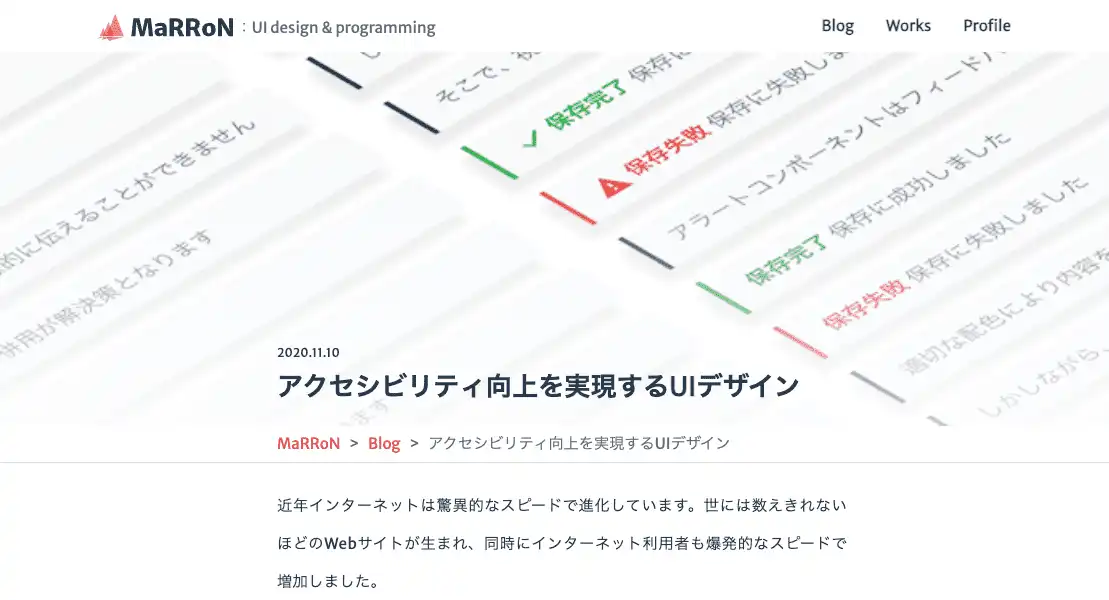 MaRRoN : UI design & programming
Blog Works Profile
そこで、
保存完了 保存に
保存失敗 保存に失敗しま
アラートコンポーネントはフィード
保存完了 保存に成功しました
保存失敗 保存に失敗しました
適切な配色により内容を
しかしながら、
的に伝えることができません
併用が解決策となります
2020.11.10
アクセシビリティ向上を実現するUIデザイン
MaRRoN > Blog > アクセシビリティ向上を実現するUIデザイン
近年インターネットは驚異的なスピードで進化しています。世には数えきれない
ほどのWebサイトが生まれ、同時にインターネット利用者も爆発的なスピードで
増加しました。